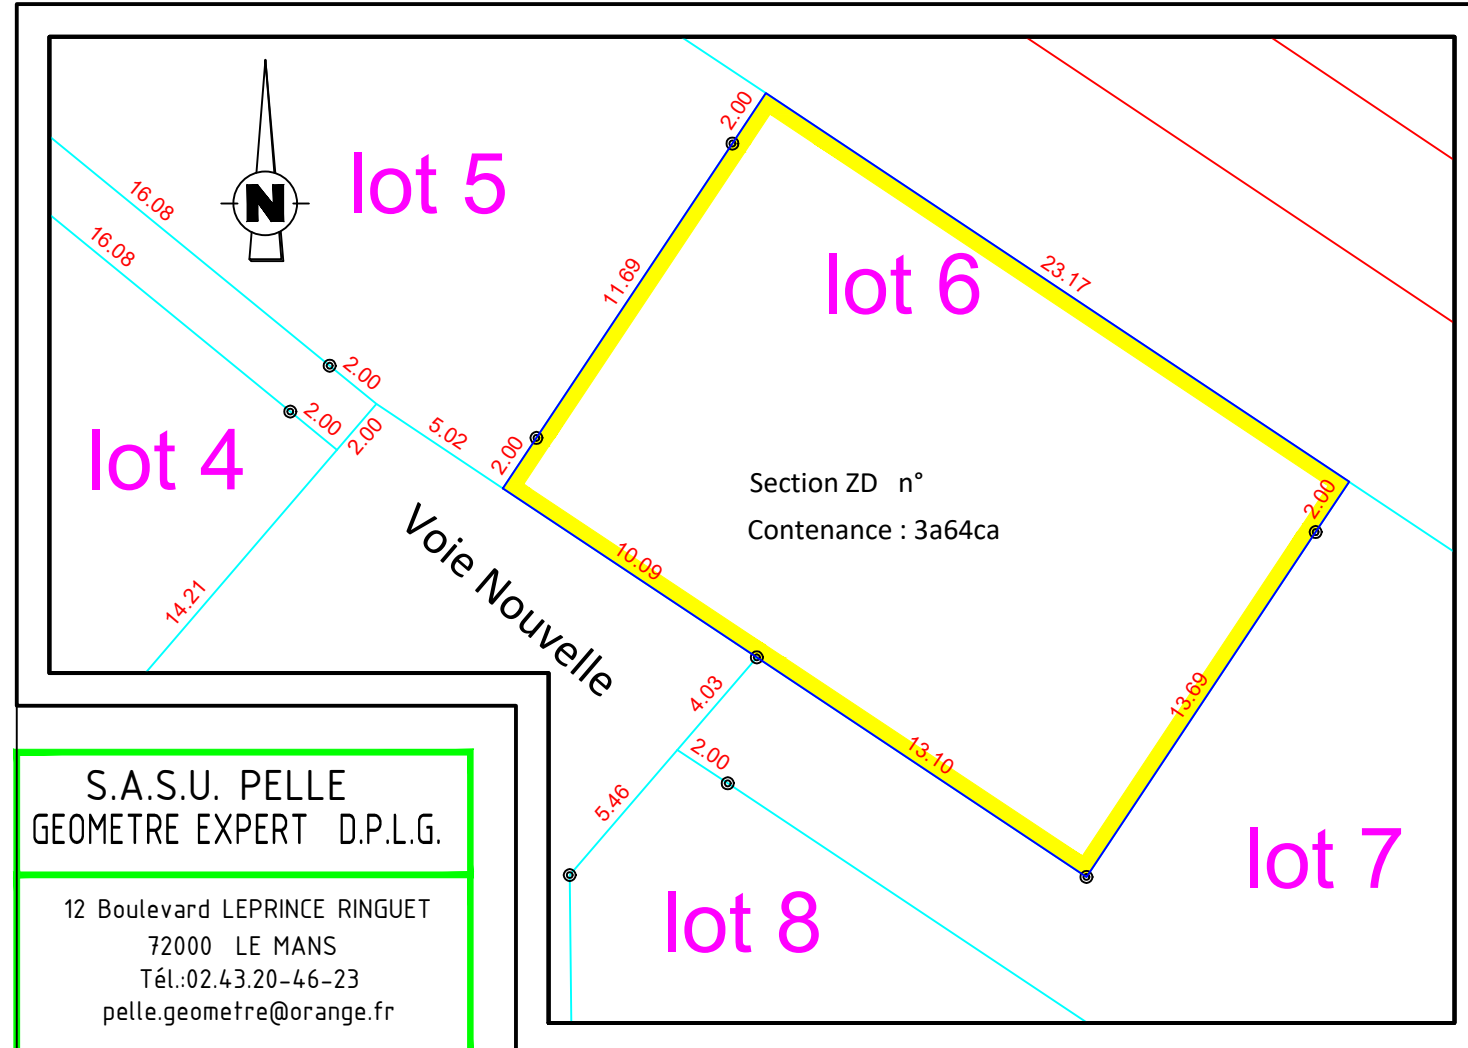 2.00
N
lot 5
16.08
16.08
11.69
23.17
lot 6
2.00
2.00
5.02
2.00
2.00
lot 4
Section ZD n°
2.00
Contenance : 3a64ca
Voie Nouvelle
10.09
14.21
4.03
13.69
2.00
13.10
5.46
lot 7
lot 8
S.A.S.U. PELLE
GEOMETRE EXPERT D.P.L.G.
12 Boulevard LEPRINCE RINGUET
72000 LE MANS
Tél.:02.43.20-46-23
pelle.geometre@orange.fr